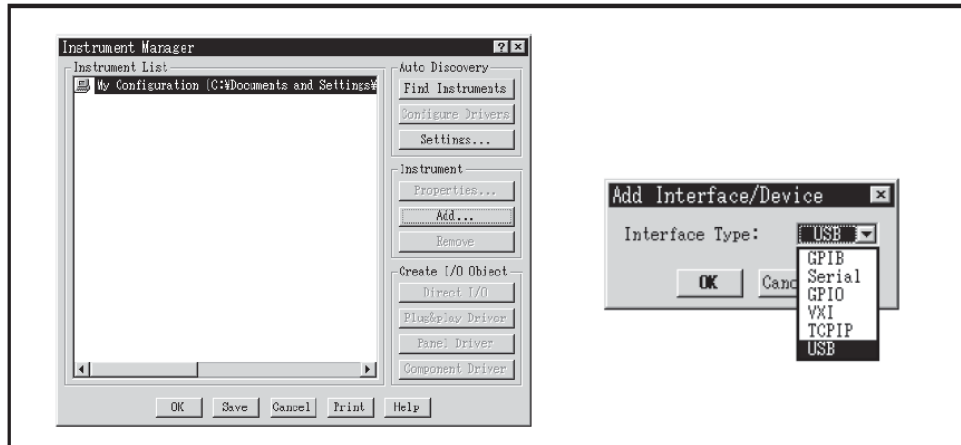 Instrument Manager
Instrument List
My Configuration (C:¥Documents and Settings¥
Auto Discovery
Find Instruments
Configure Drivers
Settings...
Instrument
Properties...
Add...
Remove
Create I/O Object
Direct I/O
Plug&play Driver
Panel Driver
Component Driver
OK
Save
Cancel
Print
Help
Add Interface/Device
Interface Type:
USB
GPIB
Serial
GPIO
VXI
TCPIP
USB
OK
Canc